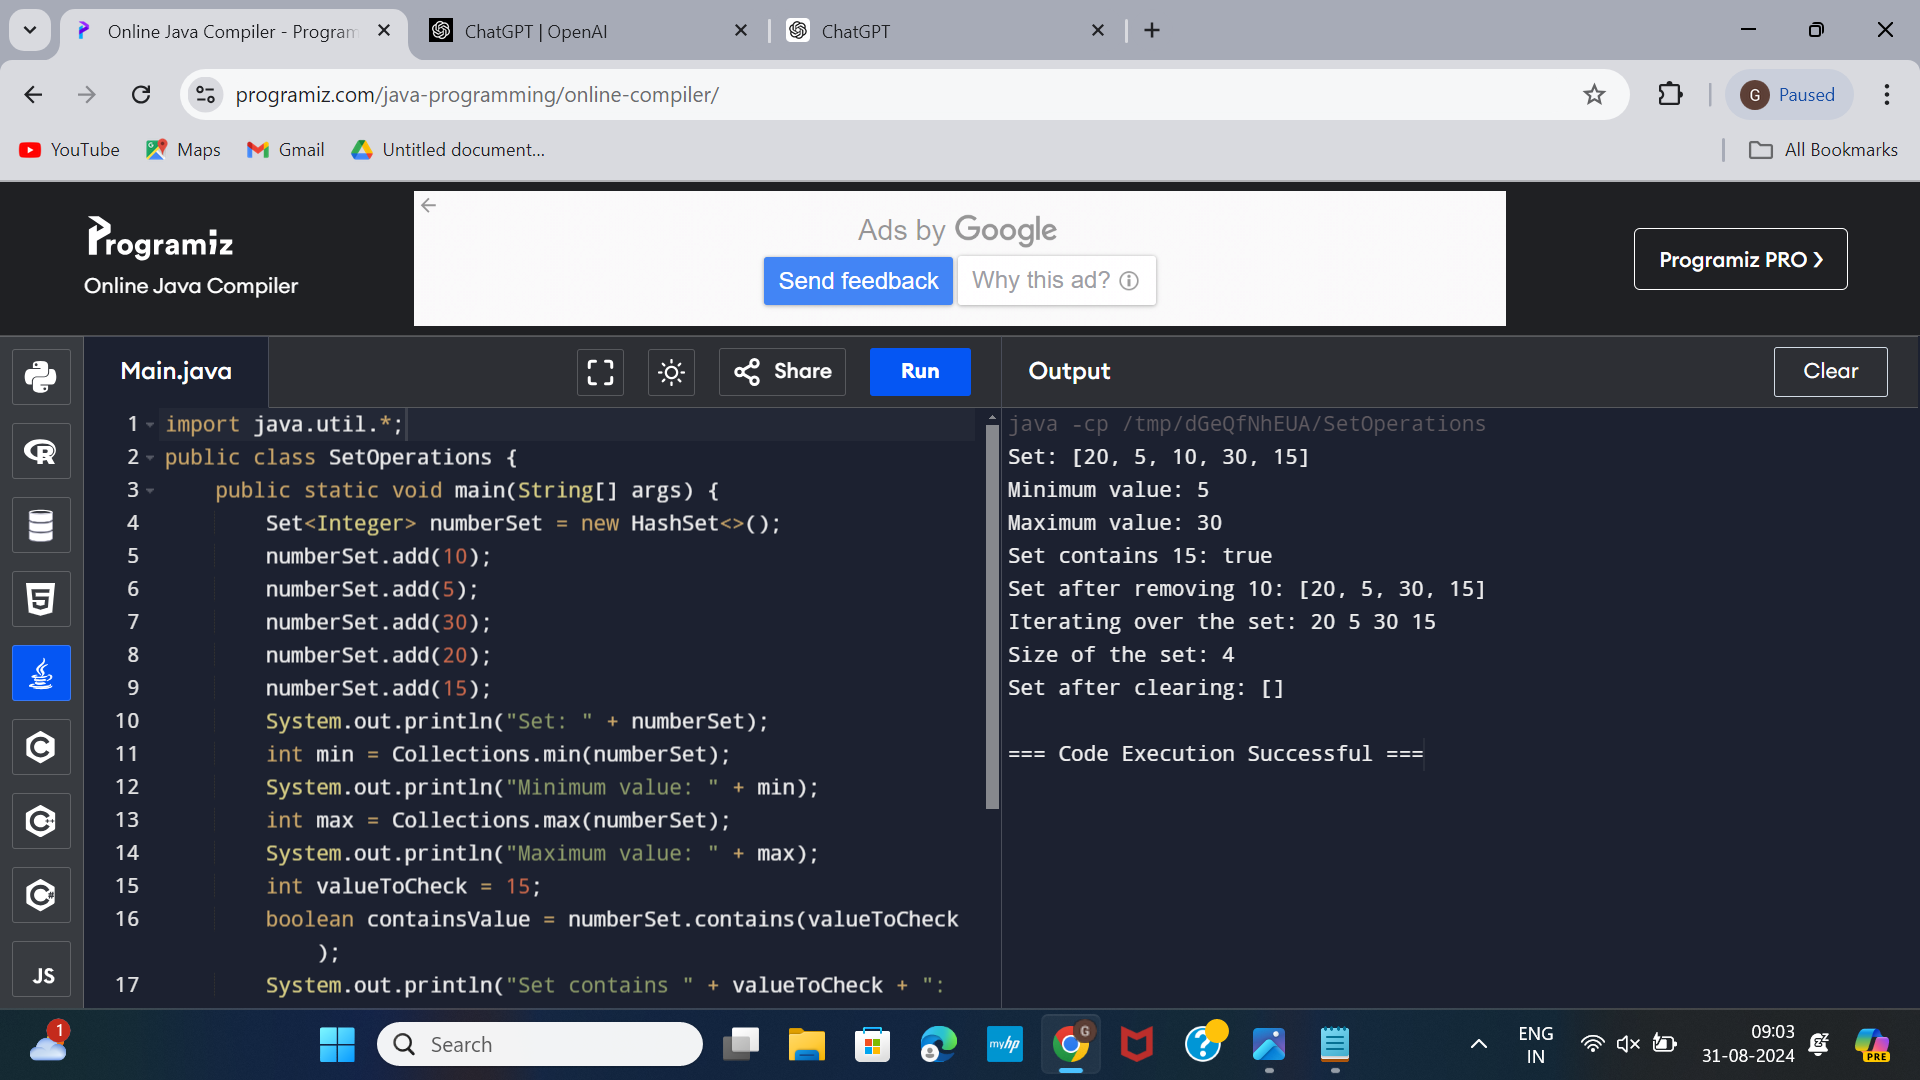 Online Java Compiler - Program
ChatGPT | OpenAI
ChatGPT
programiz.com/java-programming/online-compiler/
G Paused
YouTube
Maps
Gmail
Untitled document...
All Bookmarks
Programiz
Online Java Compiler
Ads by Google
Send feedback
Why this ad?
Programiz PRO ❯
Main.java
Share
Run
Output
Clear
1 import java.util.*;
2 public class SetOperations {
3 public static void main(String[] args) {
4 Set<Integer> numberSet = new HashSet<>();
5 numberSet.add(10);
6 numberSet.add(5);
7 numberSet.add(30);
8 numberSet.add(20);
9 numberSet.add(15);
10 System.out.println("Set: " + numberSet);
11 int min = Collections.min(numberSet);
12 System.out.println("Minimum value: " + min);
13 int max = Collections.max(numberSet);
14 System.out.println("Maximum value: " + max);
15 int valueToCheck = 15;
16 boolean containsValue = numberSet.contains(valueToCheck
);
17 System.out.println("Set contains " + valueToCheck + ":
java -cp /tmp/dGeQfNhEUA/SetOperations
Set: [20, 5, 10, 30, 15]
Minimum value: 5
Maximum value: 30
Set contains 15: true
Set after removing 10: [20, 5, 30, 15]
Iterating over the set: 20 5 30 15
Size of the set: 4
Set after clearing: []
=== Code Execution Successful ===
R
5
C
C
C#
JS
1
Search
myhp
G
ENG
IN
09:03
31-08-2024
PRE